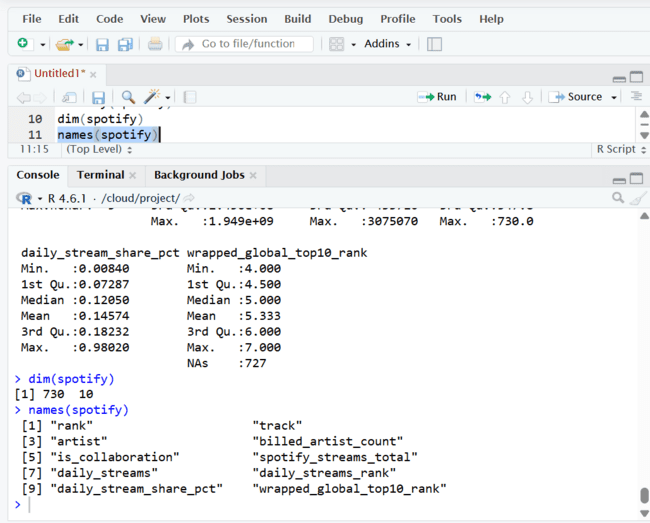 File Edit Code View Plots Session Build Debug Profile Tools Help
Go to file/function Addins
Untitled1*
Run Source
10 dim(spotify)
11 names(spotify)
11:15 (Top Level) R Script
Console Terminal Background Jobs
R 4.6.1 · /cloud/project/
Max. :1.949e+09 Max. :3075070 Max. :730.0
daily_stream_share_pct wrapped_global_top10_rank
Min. :0.00840 Min. :4.000
1st Qu.:0.07287 1st Qu.:4.500
Median :0.12050 Median :5.000
Mean :0.14574 Mean :5.333
3rd Qu.:0.18232 3rd Qu.:6.000
Max. :0.98020 Max. :7.000
NAs :727
> dim(spotify)
[1] 730 10
> names(spotify)
[1] "rank" "track"
[3] "artist" "billed_artist_count"
[5] "is_collaboration" "spotify_streams_total"
[7] "daily_streams" "daily_streams_rank"
[9] "daily_stream_share_pct" "wrapped_global_top10_rank"
>